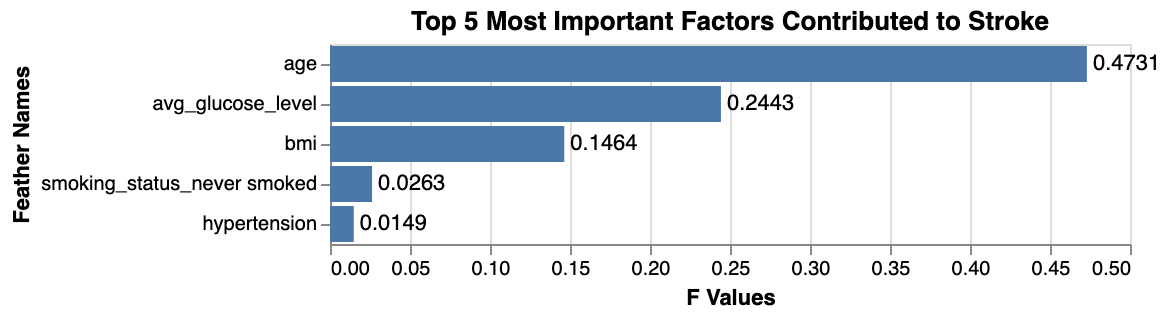 Top 5 Most Important Factors Contributed to Stroke
Feather Names
age 0.4731
avg_glucose_level 0.2443
bmi 0.1464
smoking_status_never smoked 0.0263
hypertension 0.0149
0.00 0.05 0.10 0.15 0.20 0.25 0.30 0.35 0.40 0.45 0.50
F Values